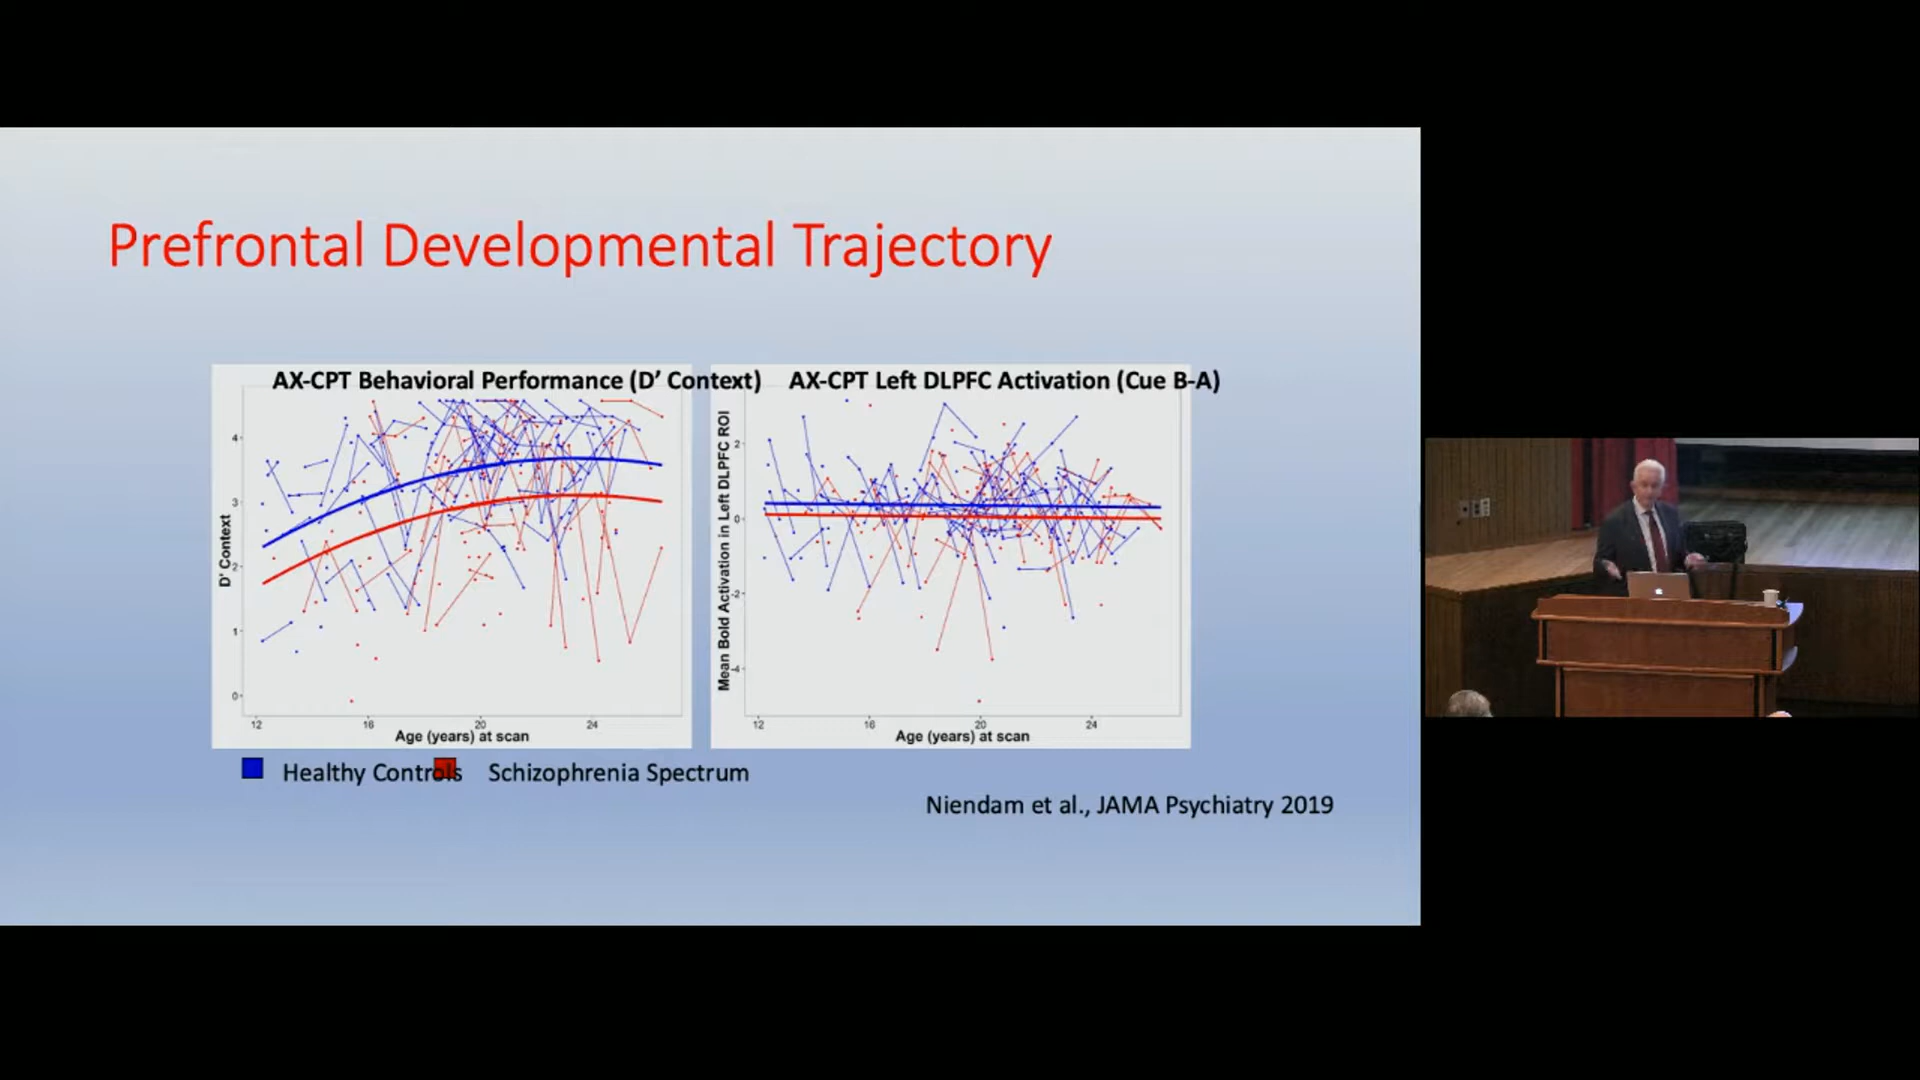 Prefrontal Developmental Trajectory
AX-CPT Behavioral Performance (D’ Context)
D' Context
4
3
2
1
0
12
16
20
24
Age (years) at scan
AX-CPT Left DLPFC Activation (Cue B-A)
Mean Bold Activation in Left DLPFC ROI
2
0
-2
-4
12
16
20
24
Age (years) at scan
Healthy Controls
Schizophrenia Spectrum
Niendam et al., JAMA Psychiatry 2019